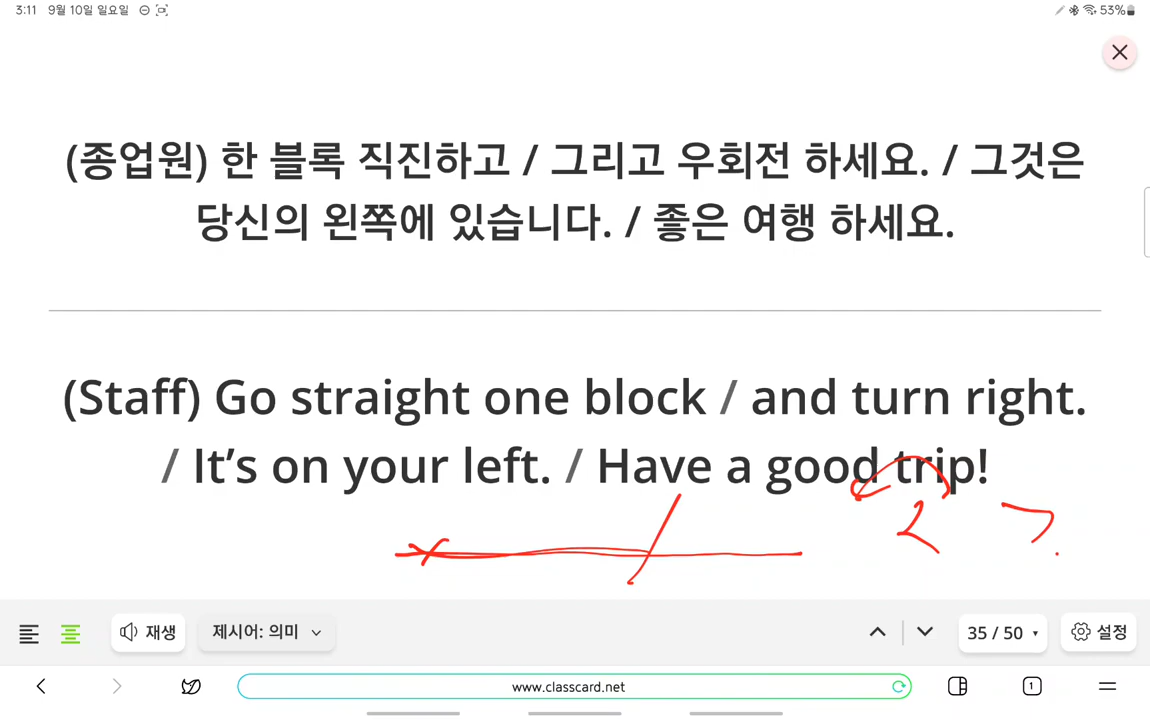 3:11 9월 10일 일요일 53%
(종업원) 한 블록 직진하고 / 그리고 우회전 하세요. / 그것은
당신의 왼쪽에 있습니다. / 좋은 여행 하세요.
(Staff) Go straight one block / and turn right.
/ It’s on your left. / Have a good trip!
재생 제시어: 의미 35 / 50 설정
www.classcard.net 1